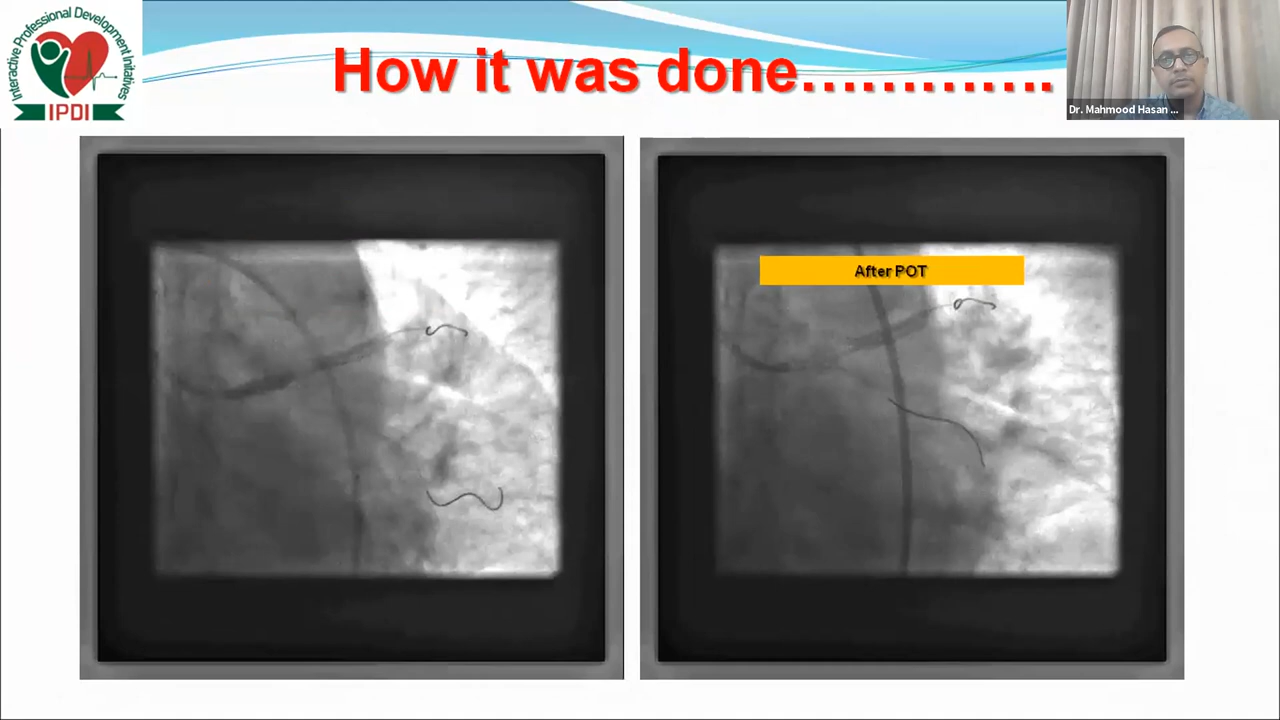 Interactive Professional Development Initiatives
IPDI
How it was done………….
Dr. Mahmood Hasan ...
After POT